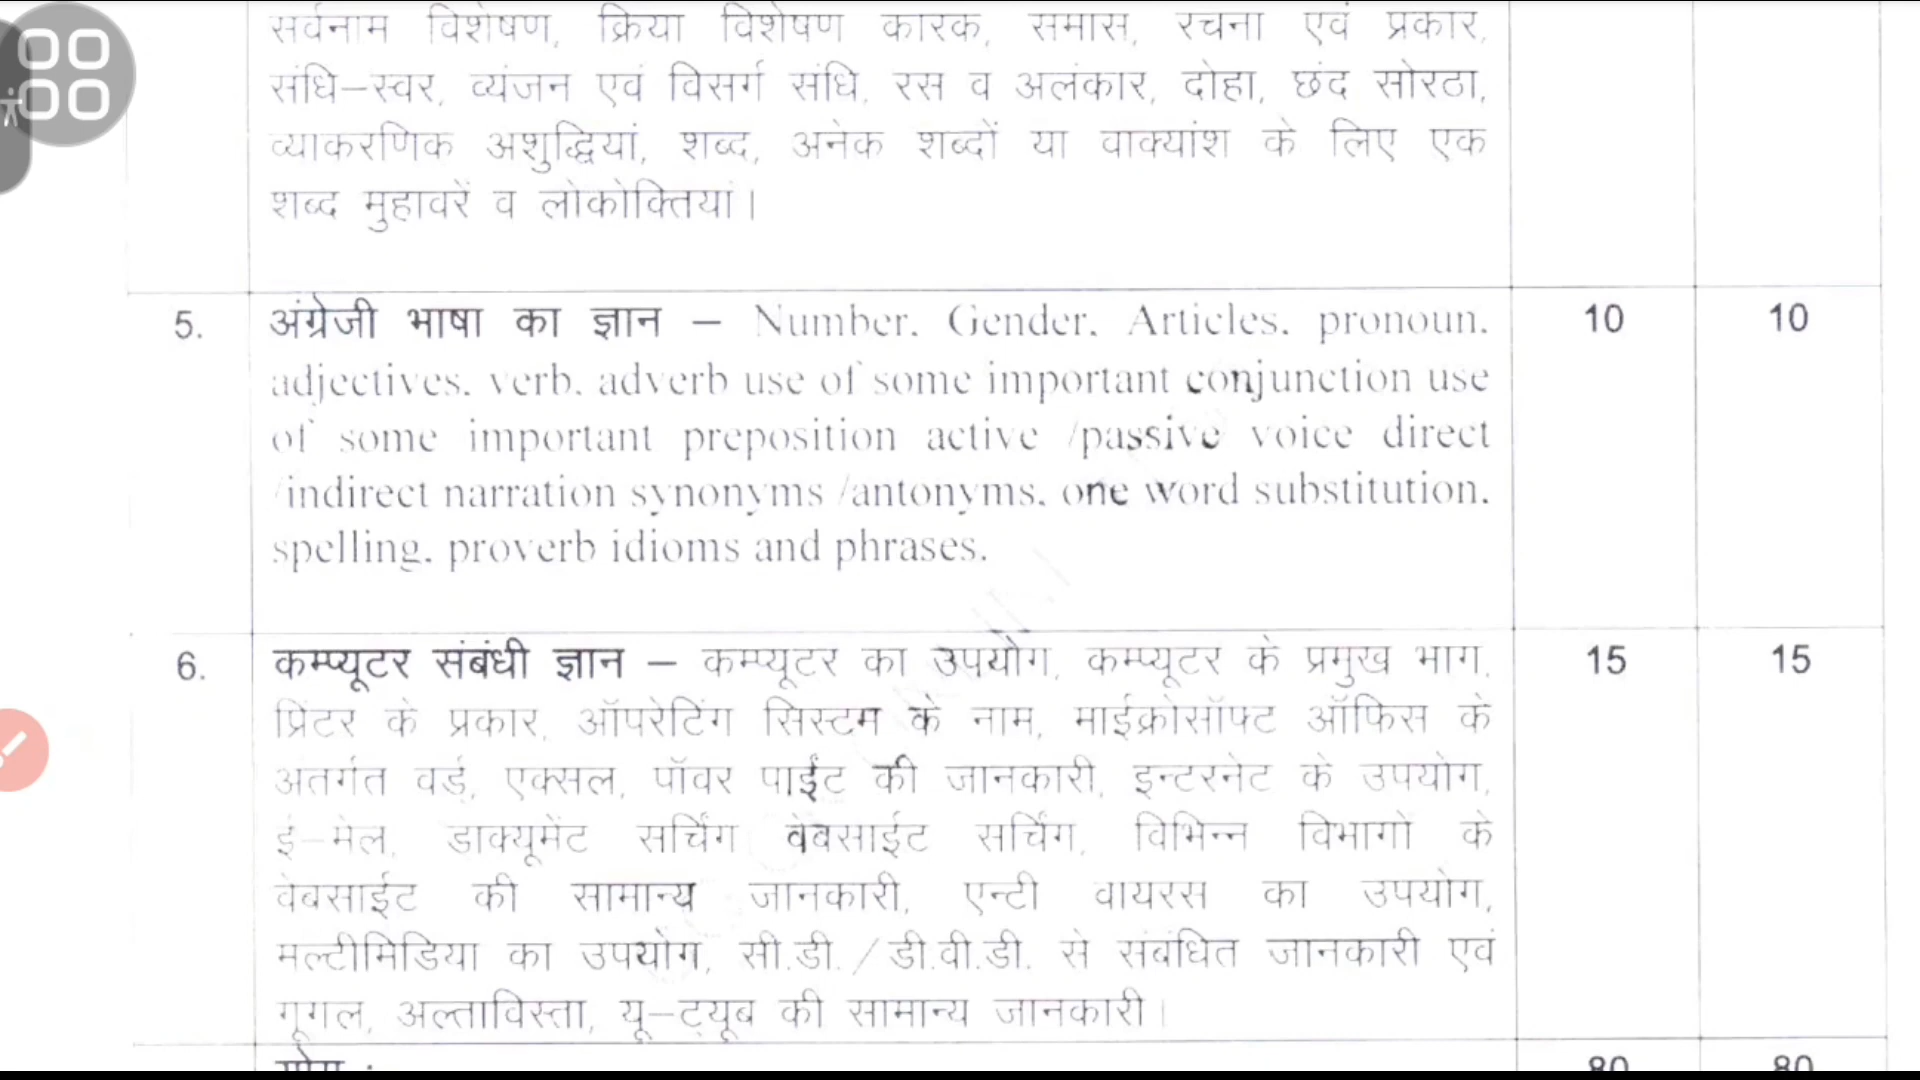 सर्वनाम विशेषण, क्रिया विशेषण कारक, समास, रचना एवं प्रकार,
संधि–स्वर, व्यंजन एवं विसर्ग संधि, रस व अलंकार, दोहा, छंद सोरठा,
व्याकरणिक अशुद्धियां, शब्द, अनेक शब्दों या वाक्यांश के लिए एक
शब्द मुहावरें व लोकोक्तियां।
5. अंग्रेजी भाषा का ज्ञान – Number, Gender, Articles, pronoun, 10 10
adjectives, verb, adverb use of some important conjunction use
of some important preposition active /passive voice direct
/indirect narration synonyms /antonyms, one word substitution,
spelling, proverb idioms and phrases.
6. कम्प्यूटर संबंधी ज्ञान – कम्प्यूटर का उपयोग, कम्प्यूटर के प्रमुख भाग, 15 15
प्रिंटर के प्रकार, ऑपरेटिंग सिस्टम के नाम, माईक्रोसॉफ्ट ऑफिस के
अंतर्गत वर्ड, एक्सल, पॉवर पाईंट की जानकारी, इन्टरनेट के उपयोग,
ई–मेल, डाक्यूमेंट सर्चिंग वेबसाईट सर्चिंग, विभिन्न विभागों के
वेबसाईट की सामान्य जानकारी, एन्टी वायरस का उपयोग,
मल्टीमिडिया का उपयोग, सी.डी./डी.वी.डी. से संबंधित जानकारी एवं
गूगल, अल्ताविस्ता, यू–ट्यूब की सामान्य जानकारी।
योग : 80 80